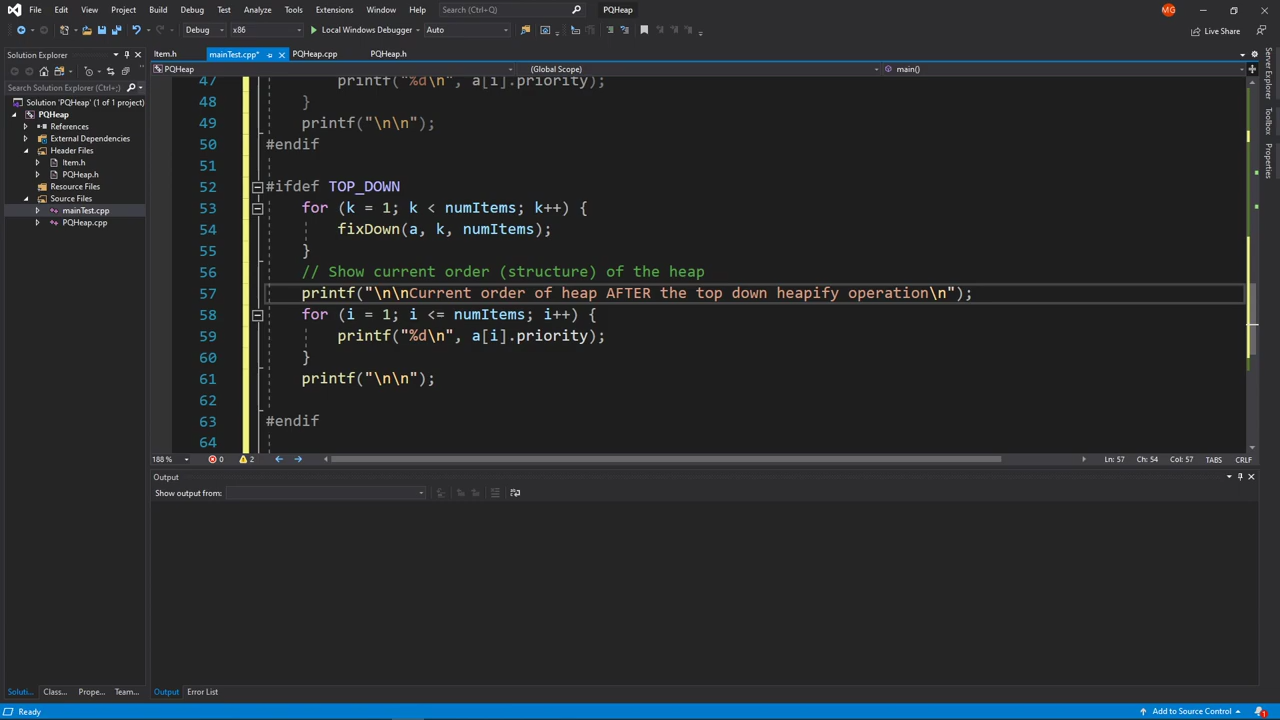 File Edit View Project Build Debug Test Analyze Tools Extensions Window Help Search (Ctrl+Q) PQHeap MG
Debug x86 Local Windows Debugger Auto Live Share
Solution Explorer
Search Solution Explorer (Ctrl+;)
Solution 'PQHeap' (1 of 1 project)
PQHeap
References
External Dependencies
Header Files
Item.h
PQHeap.h
Resource Files
Source Files
mainTest.cpp
PQHeap.cpp
Soluti... Class... Prope... Team...
Item.h mainTest.cpp* PQHeap.cpp PQHeap.h
PQHeap (Global Scope) main()
47 printf("%d\n", a[i].priority);
48 }
49 printf("\n\n");
50 #endif
51
52 #ifdef TOP_DOWN
53 for (k = 1; k < numItems; k++) {
54 fixDown(a, k, numItems);
55 }
56 // Show current order (structure) of the heap
57 printf("\n\nCurrent order of heap AFTER the top down heapify operation\n");
58 for (i = 1; i <= numItems; i++) {
59 printf("%d\n", a[i].priority);
60 }
61 printf("\n\n");
62
63 #endif
64
188 % 0 2 Ln: 57 Ch: 54 Col: 57 TABS CRLF
Output
Show output from:
Output Error List
Server Explorer
Toolbox
Properties
Ready Add to Source Control 1